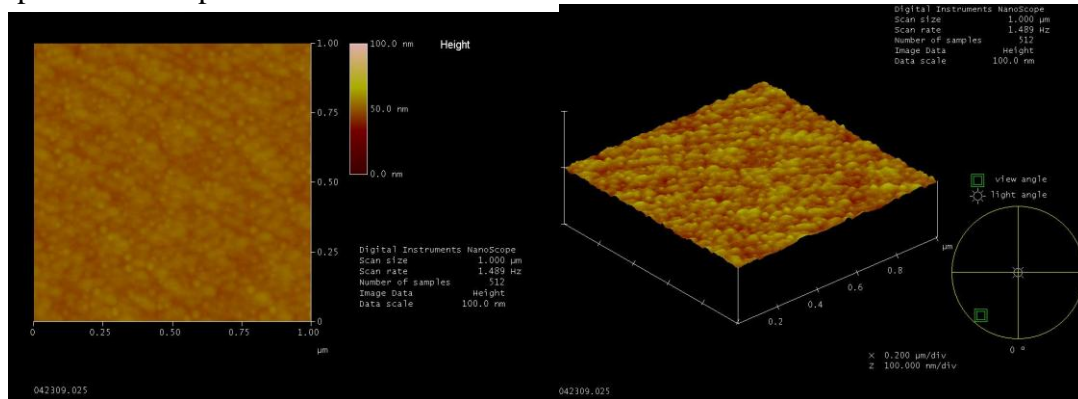 1.00
100.0 nm
Height
0.75
50.0 nm
0.50
0.0 nm
0.25
Digital Instruments NanoScope
Scan size 1.000 µm
Scan rate 1.489 Hz
Number of samples 512
Image Data Height
Data scale 100.0 nm
0
0 0.25 0.50 0.75 1.00
µm
042309.025
Digital Instruments NanoScope
Scan size 1.000 µm
Scan rate 1.489 Hz
Number of samples 512
Image Data Height
Data scale 100.0 nm
view angle
light angle
µm
0.8
0.6
0.4
0.2
0 º
X 0.200 µm/div
Z 100.000 nm/div
042309.025